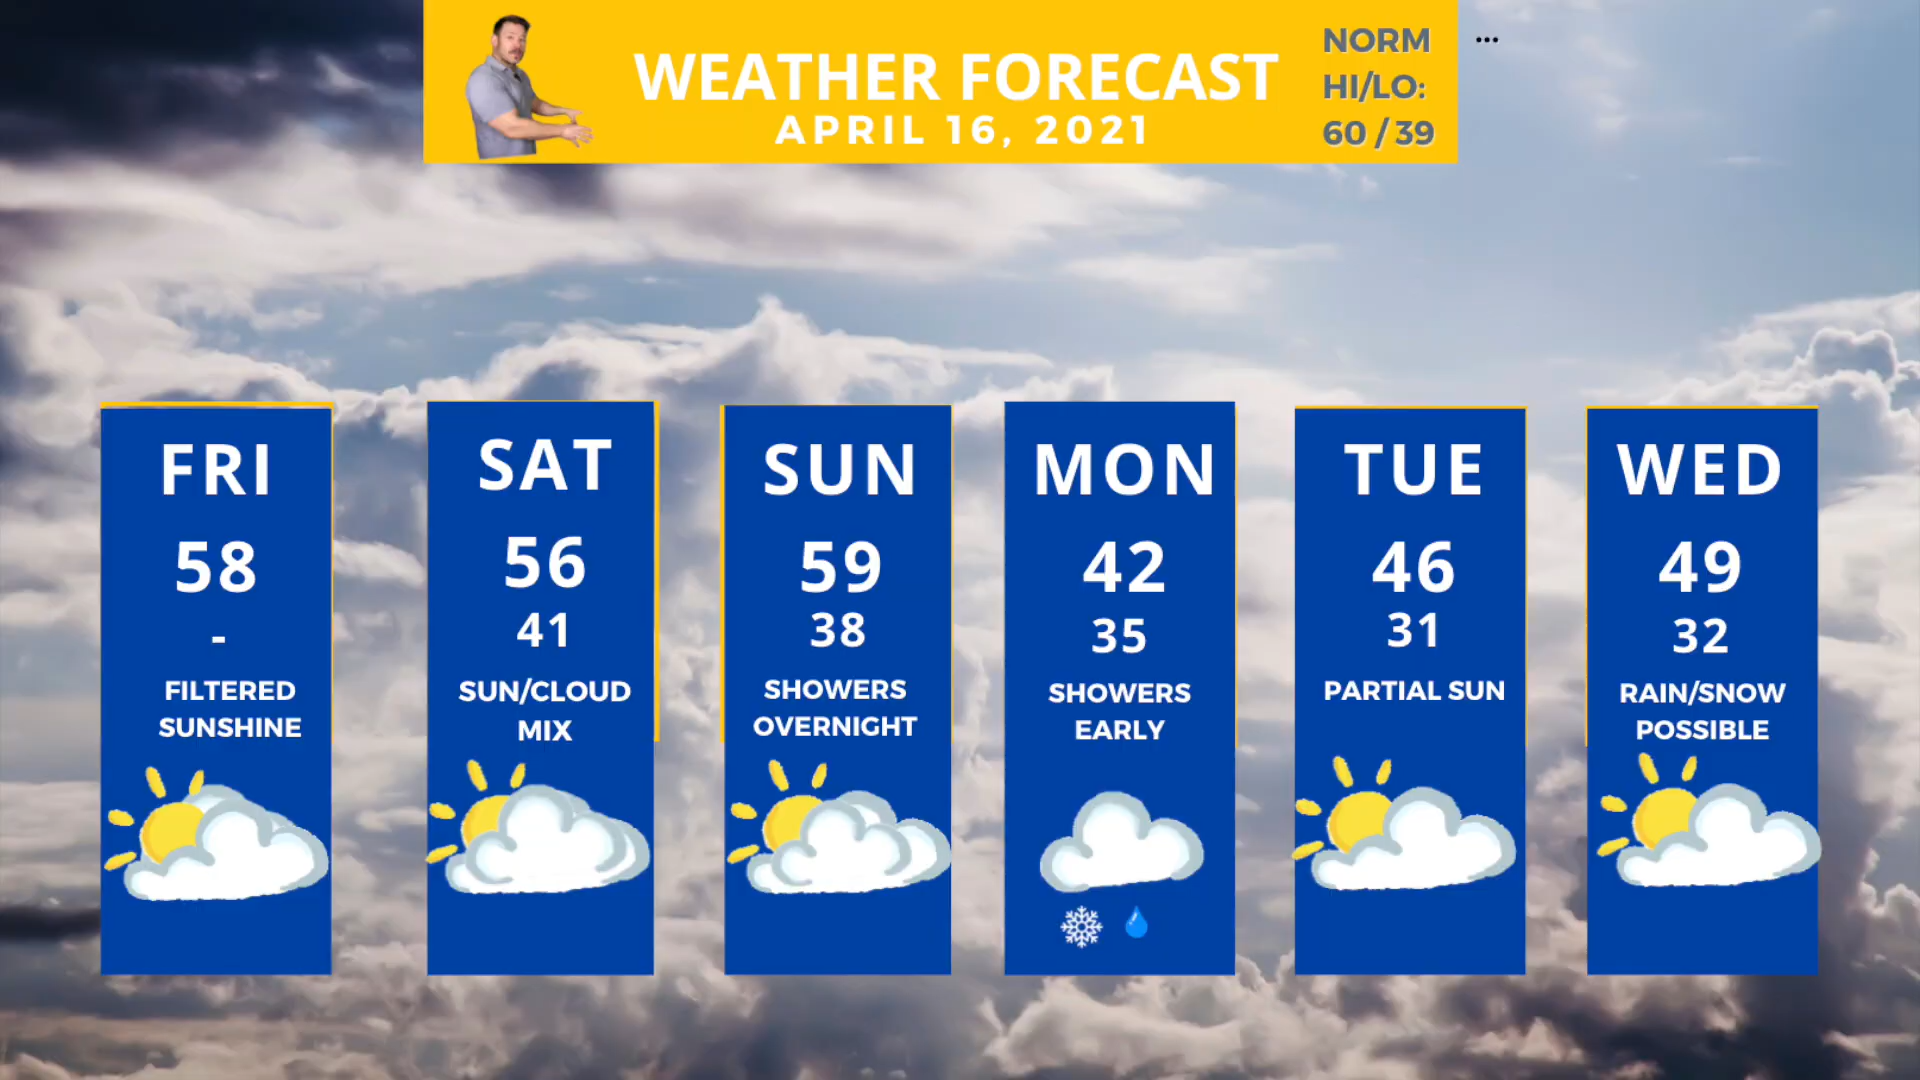 WEATHER FORECAST
APRIL 16, 2021
NORM
HI/LO:
60 / 39
...
FRI
58
-
FILTERED
SUNSHINE
SAT
56
41
SUN/CLOUD
MIX
SUN
59
38
SHOWERS
OVERNIGHT
MON
42
35
SHOWERS
EARLY
TUE
46
31
PARTIAL SUN
WED
49
32
RAIN/SNOW
POSSIBLE